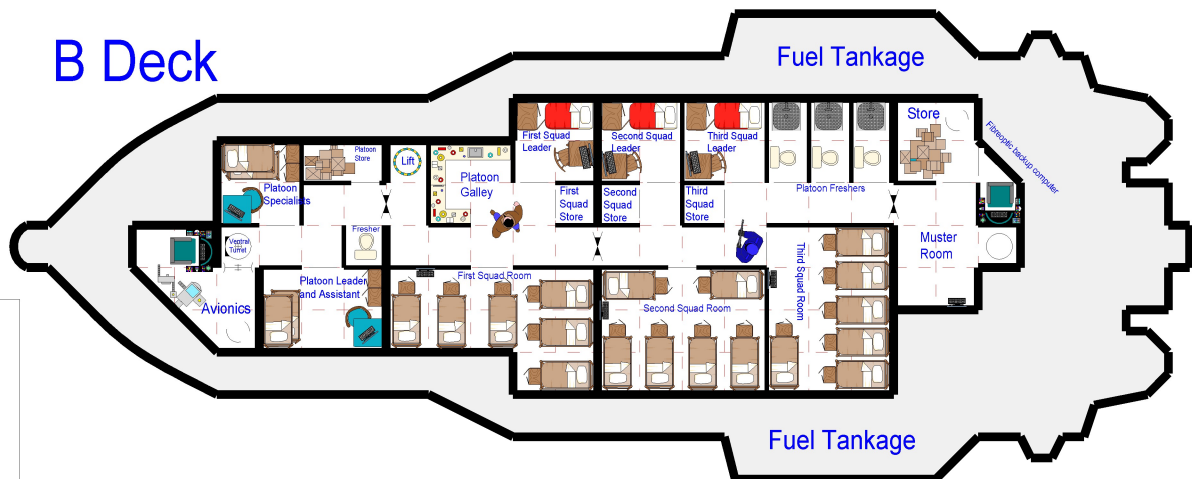 B Deck
Fuel Tankage
Store
Fibreoptic backup computer
First Squad
Leader
Second Squad
Leader
Third Squad
Leader
Platoon
Store
Lift
Platoon
Galley
Platoon
Specialists
First
Squad
Store
Second
Squad
Store
Third
Squad
Store
Platoon Freshers
Fresher
Ventral
Turret
Muster
Room
Avionics
Platoon Leader
and Assistant
First Squad Room
Second Squad Room
Third Squad Room
Fuel Tankage